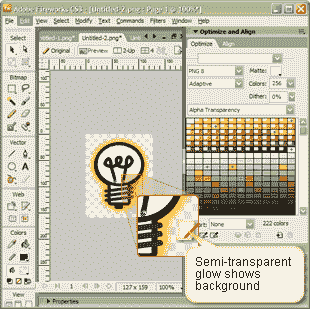 Adobe Fireworks CS3 - [Untitled-2.png* : Page 1 @ 100%]
File Edit View Select Modify Text Commands Filters Window
Select
Bitmap
Vector
Web
Colors
View
Untitled-2.png*
Original Preview 2-Up
Optimize and Align
Optimize Align
PNG 8 Matte:
Adaptive Colors: 256
Dither: 0%
Alpha Transparency
None 222 colors
Semi-transparent
glow shows
background
1 127 x 159 100%
Properties